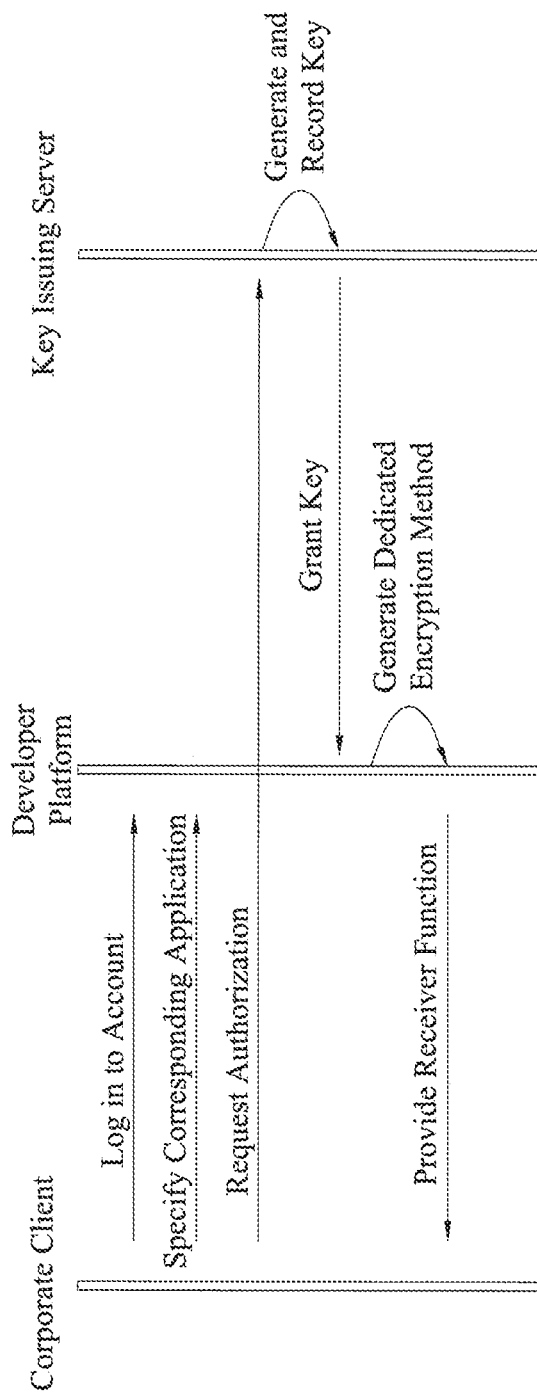 Corporate Client
Developer
Platform
Key Issuing Server
Log in to Account
Specify Corresponding Application
Request Authorization
Generate and
Record Key
Grant Key
Generate Dedicated
Encryption Method
Provide Receiver Function